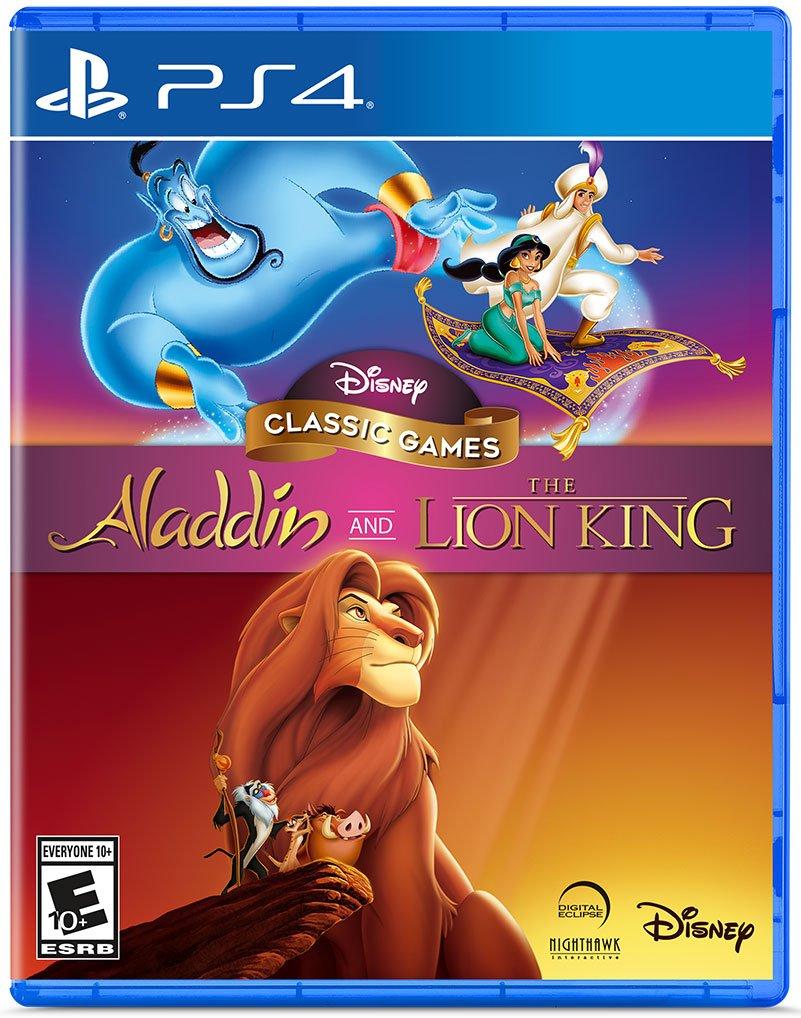 PS4
Disney
CLASSIC GAMES
Aladdin AND THE LION KING
EVERYONE 10+
E
10+
ESRB
DIGITAL
ECLIPSE
NIGHTHAWK
interactive
Disney